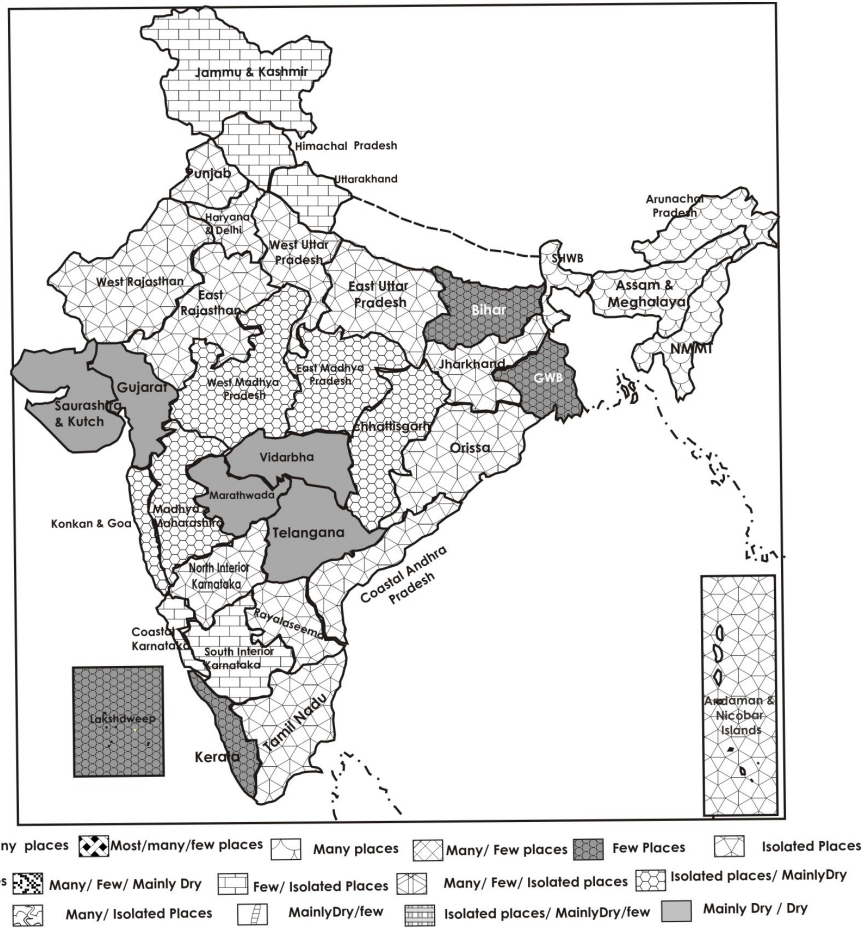 Jammu & Kashmir
Himachal Pradesh
Punjab
Uttarakhand
Arunachal
Pradesh
Haryana
& Delhi
West Uttar
Pradesh
SHWB
West Rajasthan
East
Rajasthan
East Uttar
Pradesh
Assam &
Meghalaya
Bihar
NMMT
Jharkhand
GWB
Gujarat
West Madhya
Pradesh
East Madhya
Pradesh
Saurashtra
& Kutch
Chhattisgarh
Orissa
Vidarbha
Marathwada
Konkan & Goa
Madhya
Maharashtra
Telangana
North Interior
Karnataka
Coastal Andhra
Pradesh
Rayalaseema
Coastal
Karnataka
South Interior
Karnataka
Lakshdweep
Tamil Nadu
Andaman &
Nicobar
Islands
Kerala
ny places Most/many/few places Many places Many/ Few places Few Places Isolated Places
s Many/ Few/ Mainly Dry Few/ Isolated Places Many/ Few/ Isolated places Isolated places/ MainlyDry
Many/ Isolated Places MainlyDry/few Isolated places/ MainlyDry/few Mainly Dry / Dry